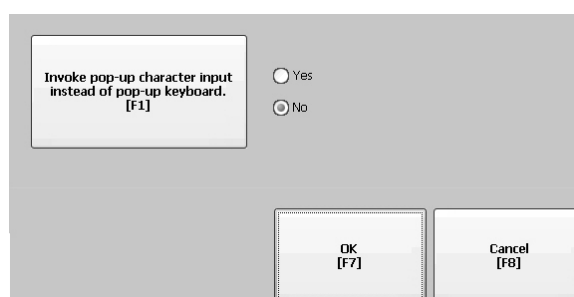 Invoke pop-up character input
instead of pop-up keyboard.
[F1]
Yes
No
OK
[F7]
Cancel
[F8]